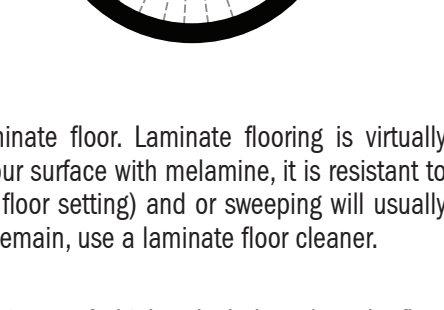 minate floor. Laminate flooring is virtually
our surface with melamine, it is resistant to
floor setting) and or sweeping will usually
emain, use a laminate floor cleaner.